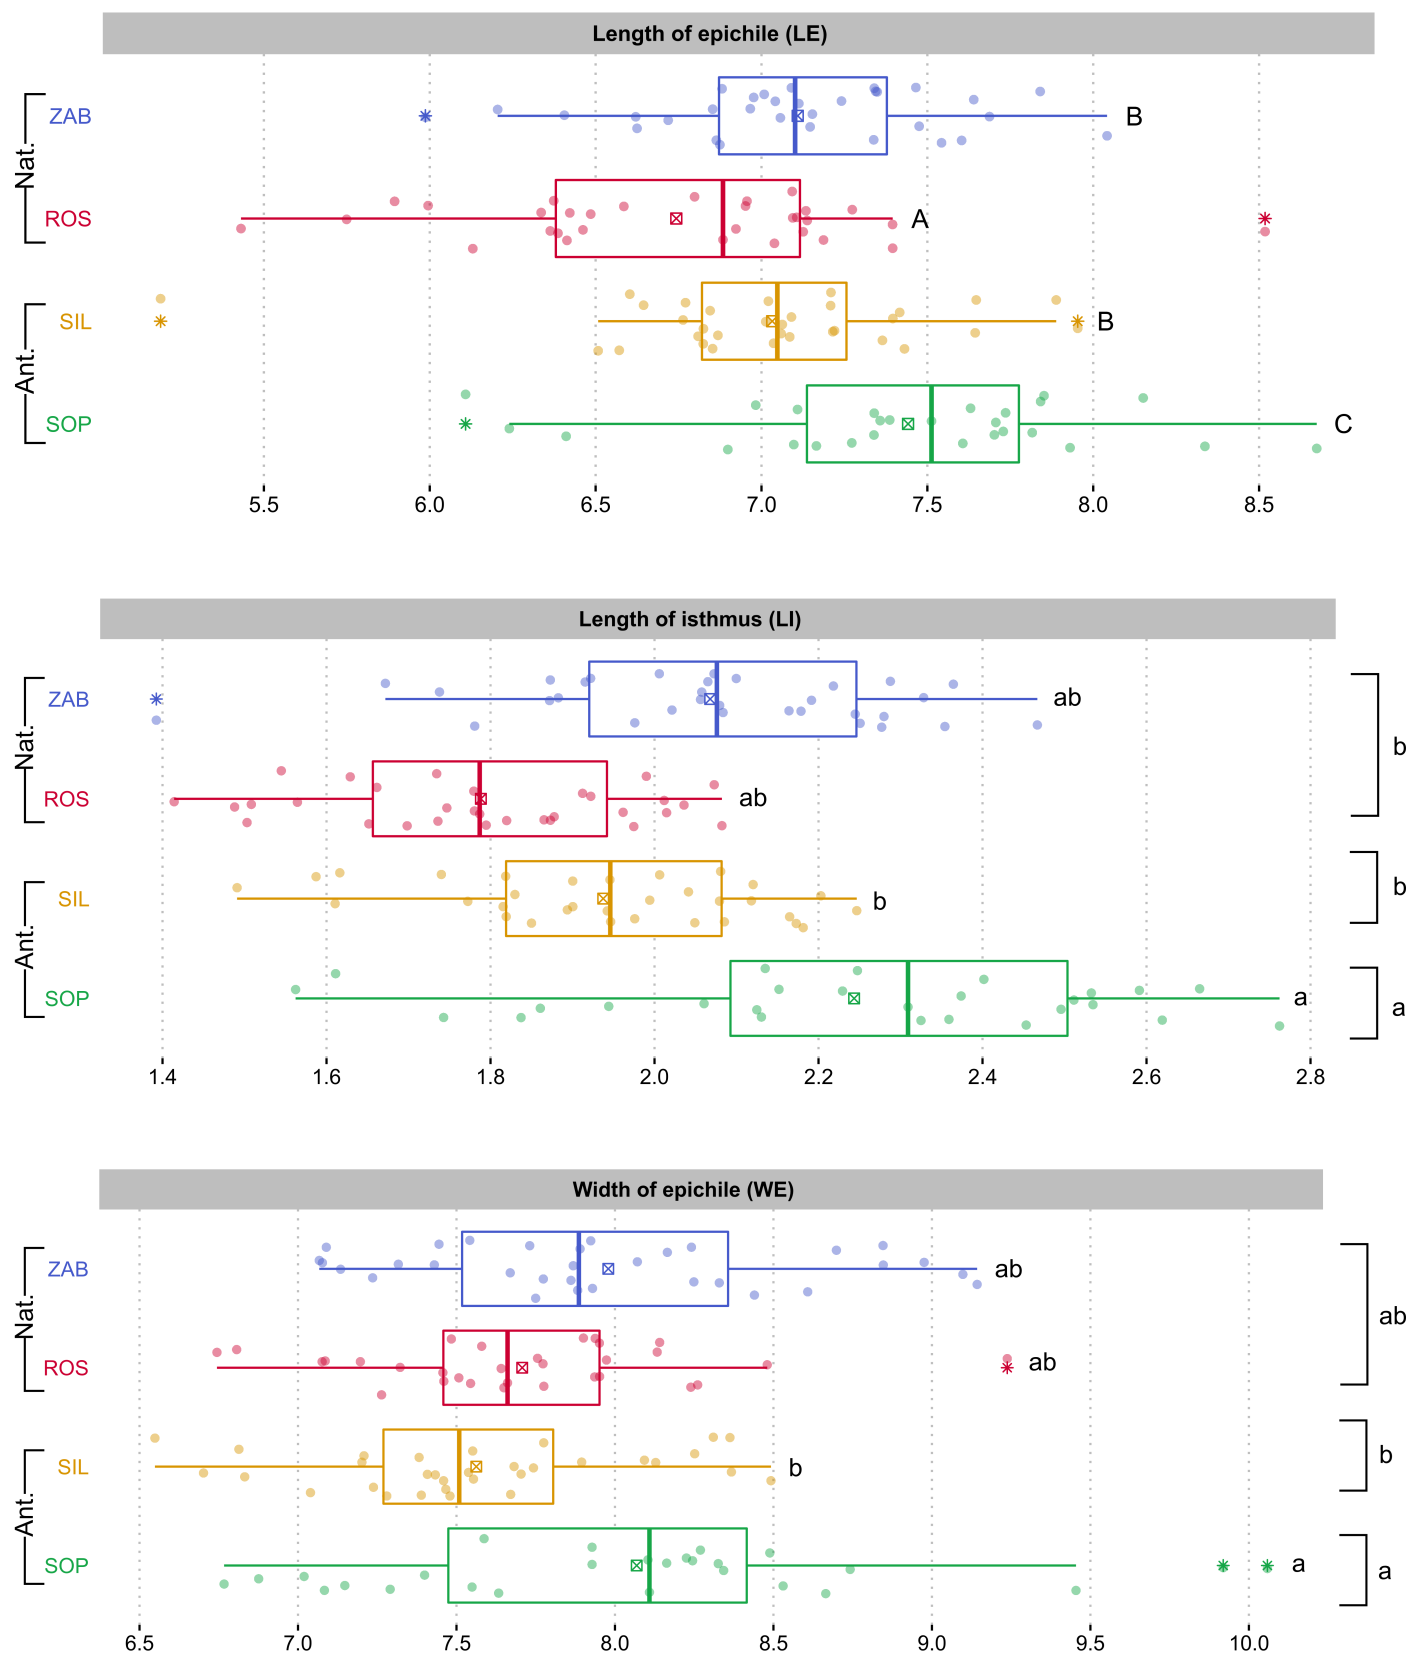 Length of epichile (LE)
Nat.
ZAB
B
ROS
A
Ant.
SIL
B
SOP
C
5.5 6.0 6.5 7.0 7.5 8.0 8.5
Length of isthmus (LI)
Nat.
ZAB
ab
b
ROS
ab
Ant.
SIL
b
b
SOP
a
a
1.4 1.6 1.8 2.0 2.2 2.4 2.6 2.8
Width of epichile (WE)
Nat.
ZAB
ab
ab
ROS
ab
Ant.
SIL
b
b
SOP
a
a
6.5 7.0 7.5 8.0 8.5 9.0 9.5 10.0